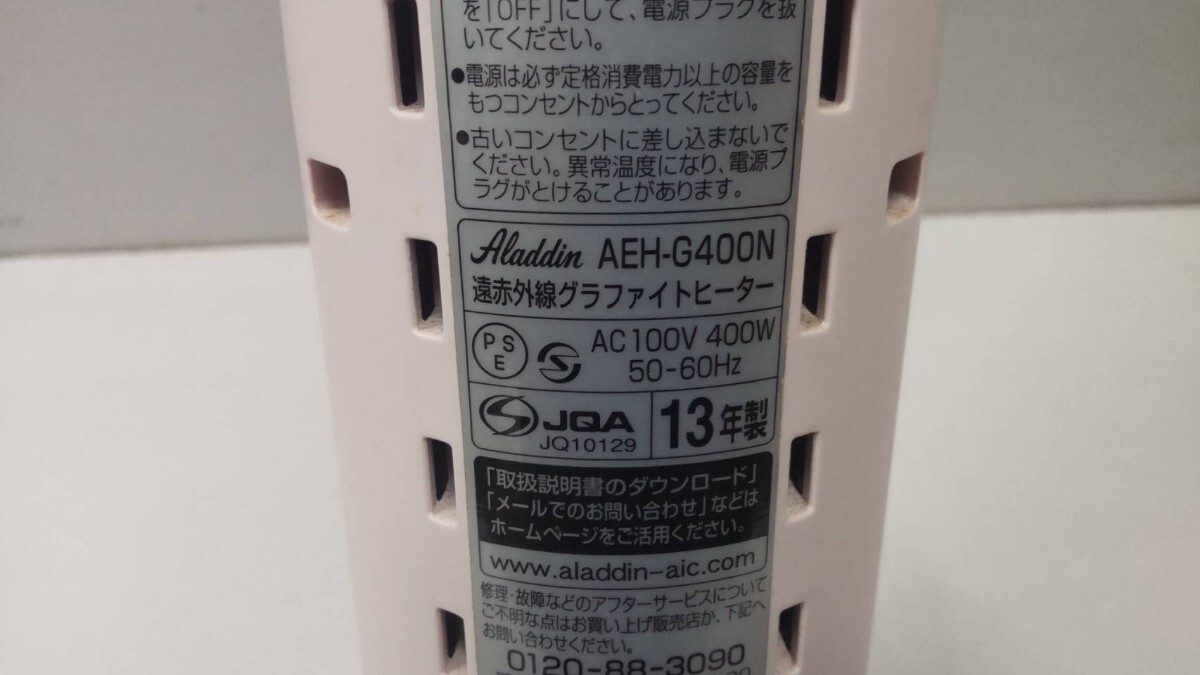 を「OFF」にして、電源プラグを抜
いてください。
●電源は必ず定格消費電力以上の容量を
もつコンセントからとってください。
●古いコンセントに差し込まないで
ください。異常温度になり、電源プ
ラグがとけることがあります。
Aladdin AEH-G400N
遠赤外線グラファイトヒーター
PS
E
AC100V 400W
50-60Hz
JQA
JQ10129
13年製
「取扱説明書のダウンロード」
「メールでのお問い合わせ」などは
ホームページをご活用ください。
www.aladdin-aic.com
修理・故障などのアフターサービスについて
ご不明な点はお買い上げ販売店か、下記へ
お問い合わせください。
0120-88-3090